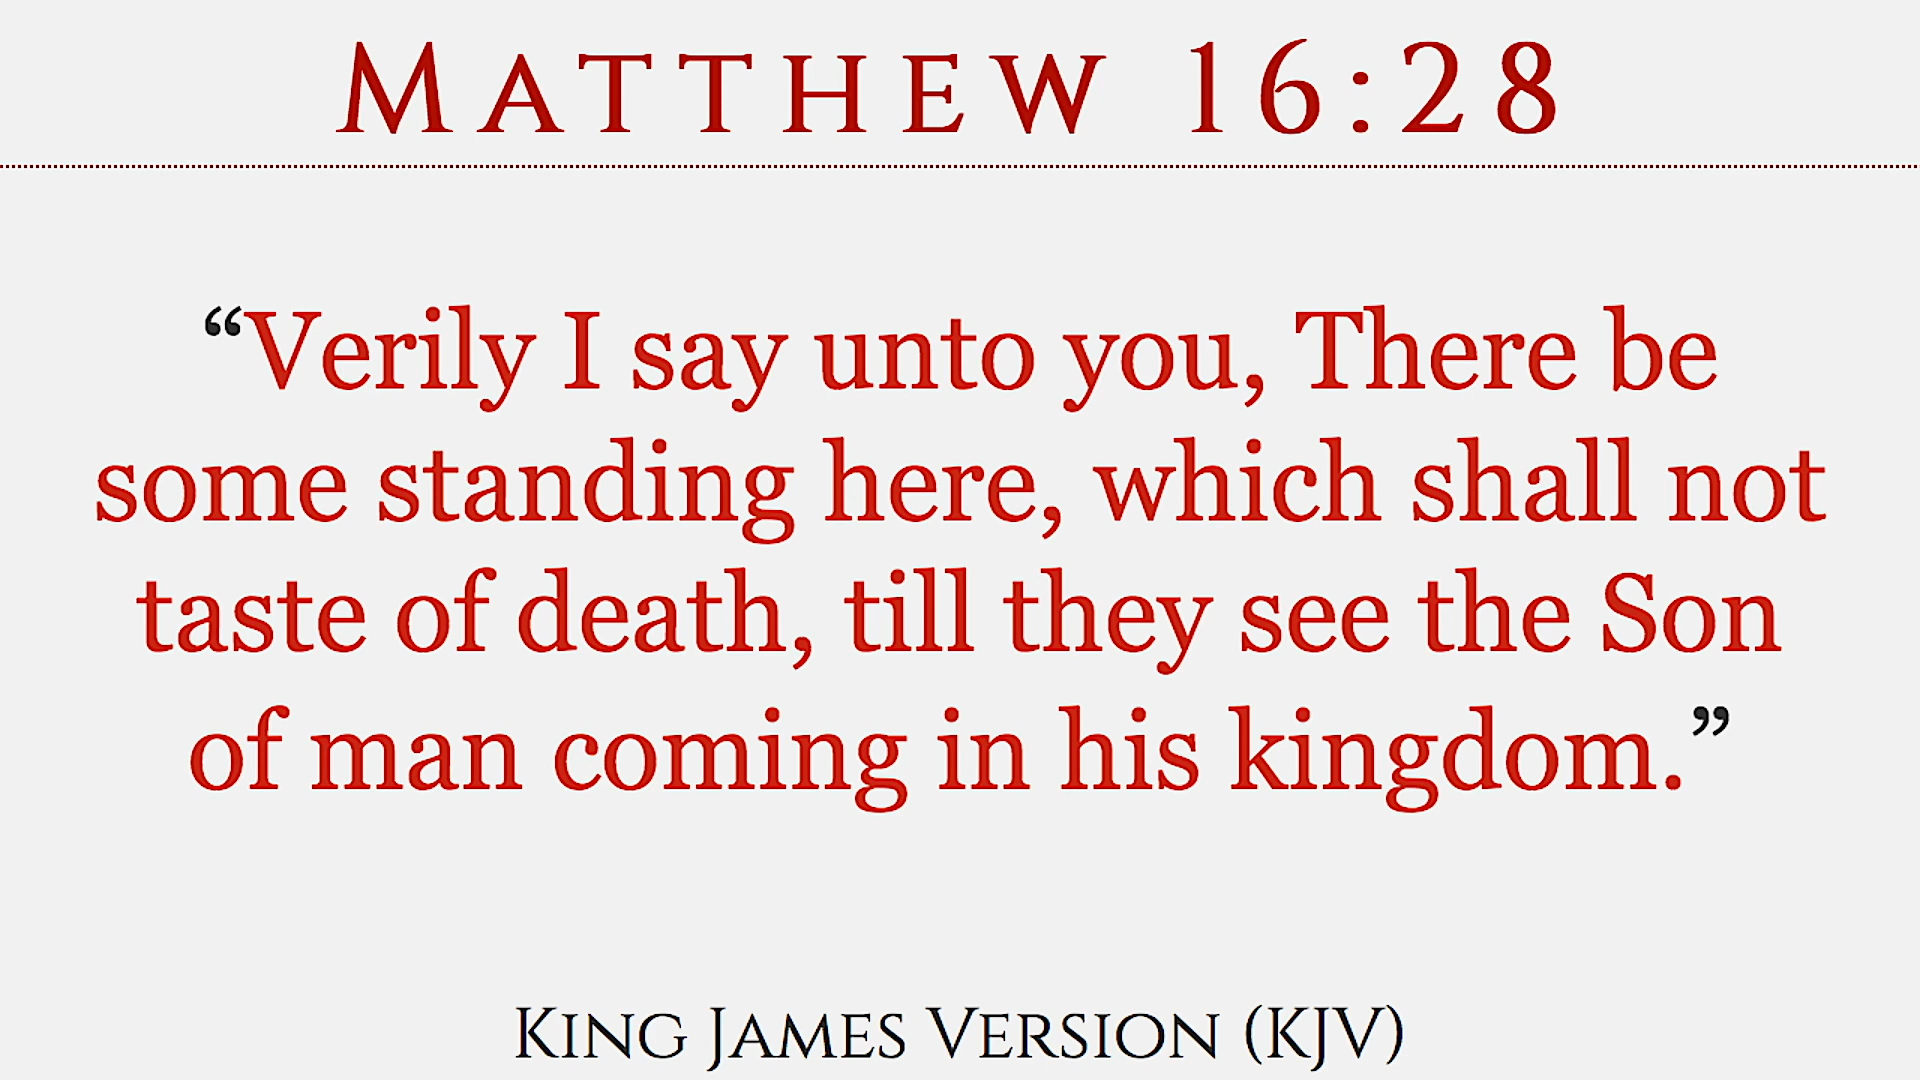 Matthew 16:28
“Verily I say unto you, There be
some standing here, which shall not
taste of death, till they see the Son
of man coming in his kingdom.”
King James Version (KJV)